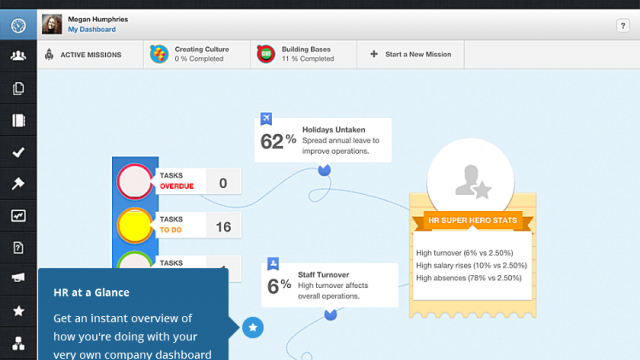 Megan Humphries
My Dashboard
?
ACTIVE MISSIONS
Creating Culture
0 % Completed
Building Bases
11 % Completed
+ Start a New Mission
62%
Holidays Untaken
Spread annual leave to
improve operations.
TASKS
OVERDUE
0
TASKS
TO DO
16
TASKS
HR SUPER HERO STATS
High turnover (6% vs 2.50%)
High salary rises (10% vs 2.50%)
High absences (78% vs 2.50%)
6%
Staff Turnover
High turnover affects
overall operations.
HR at a Glance
Get an instant overview of
how you're doing with your
very own company dashboard